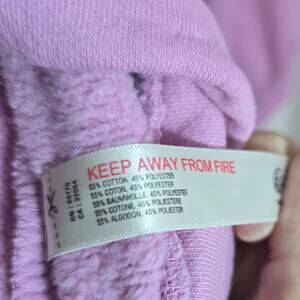 KEEP AWAY FROM FIRE
55% COTTON, 45% POLYESTER
55% COTON, 45% POLYESTER
55% BAUMWOLLE, 45% POLYESTER
55% COTONE, 45% POLIESTERE
55% ALGODON, 45% POLIESTER